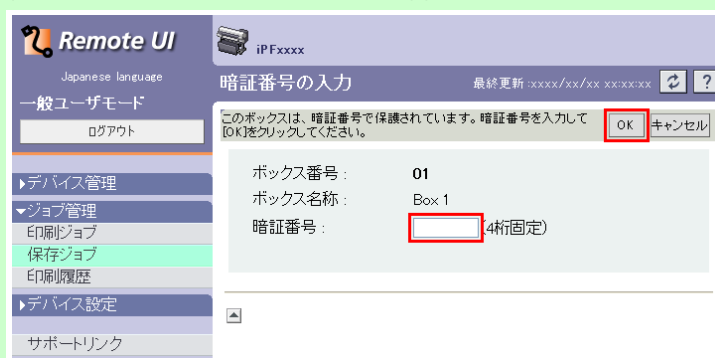 Remote UI
Japanese language
一般ユーザモード
ログアウト
▶デバイス管理
▼ジョブ管理
印刷ジョブ
保存ジョブ
印刷履歴
▶デバイス設定
サポートリンク
iPFxxxx
暗証番号の入力
最終更新 :xxxx/xx/xx xx:xx:xx
?
このボックスは、暗証番号で保護されています。暗証番号を入力して
[OK]をクリックしてください。
OK
キャンセル
ボックス番号 : 01
ボックス名称 : Box 1
暗証番号 : (4桁固定)